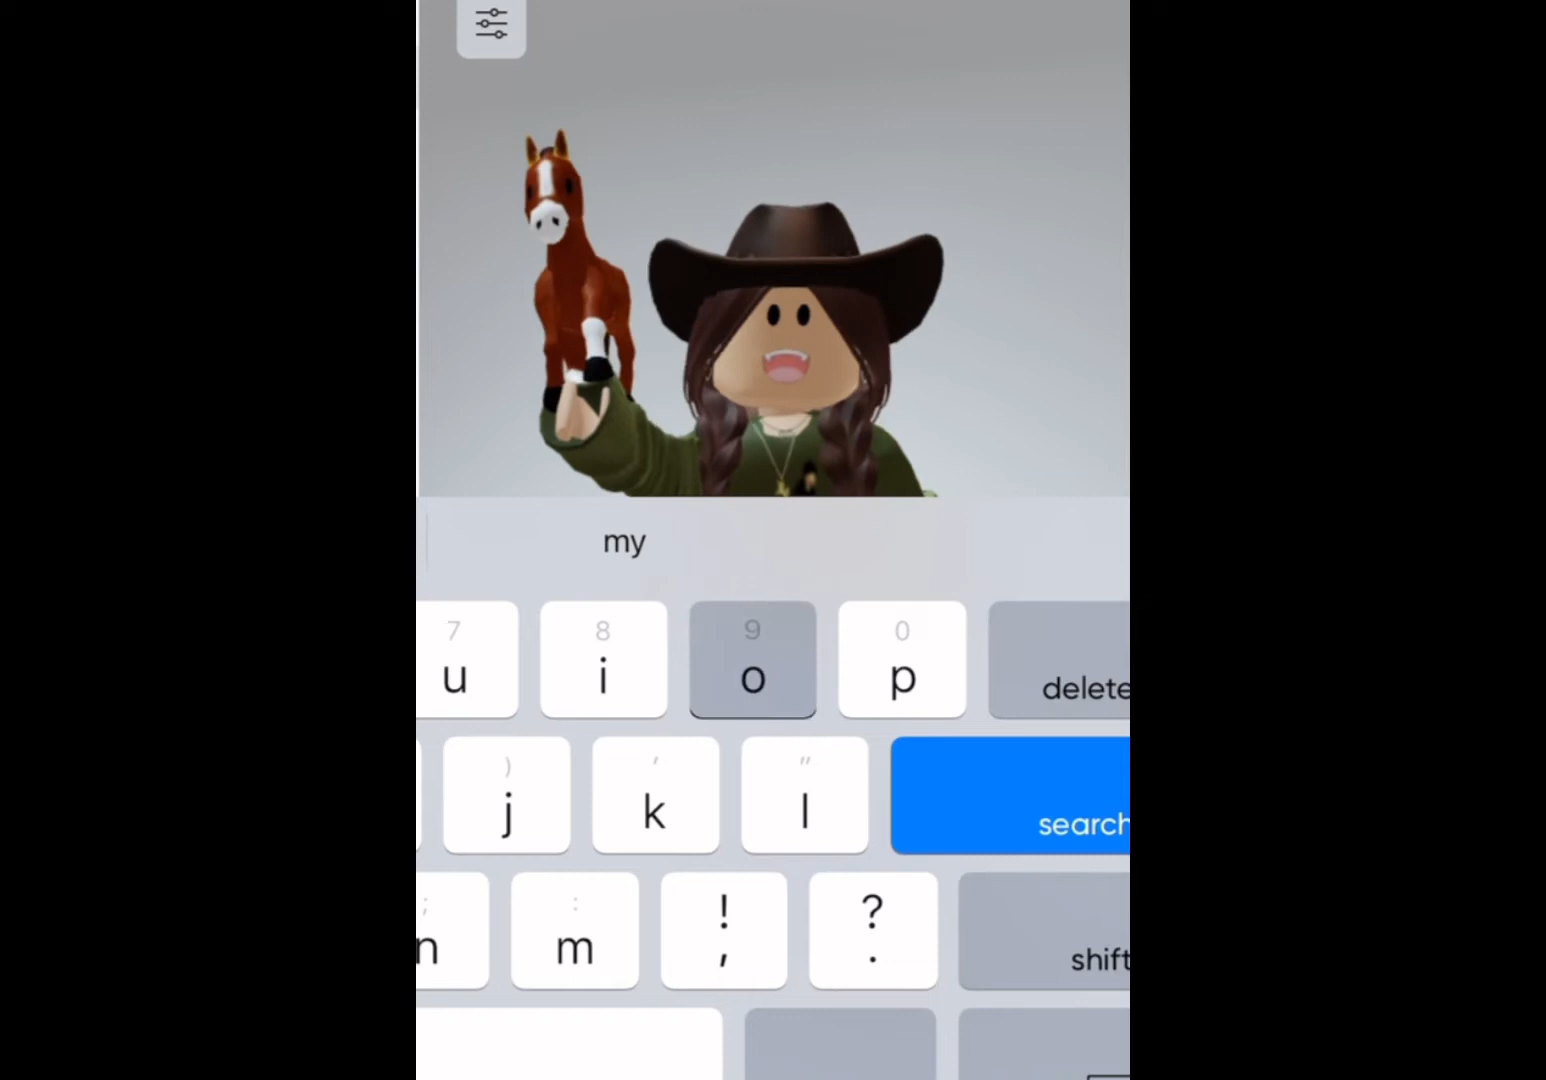 my
7 8 9 0
u i o p delete
) ' "
j k l search
; : ! ?
n m , . shift